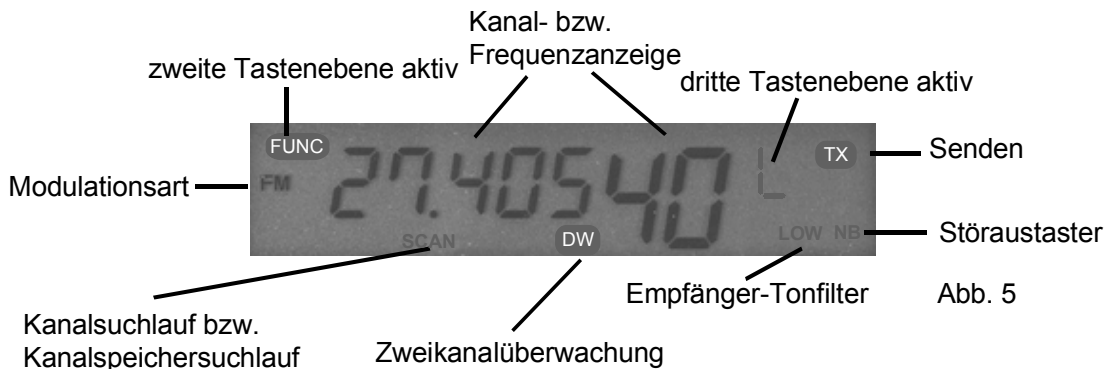 Kanal- bzw.
Frequenzanzeige
zweite Tastenebene aktiv
dritte Tastenebene aktiv
FUNC
TX
Senden
Modulationsart
FM
27.405
40
L
SCAN
DW
LOW NB
Störaustaster
Empfänger-Tonfilter
Abb. 5
Kanalsuchlauf bzw.
Kanalspeichersuchlauf
Zweikanalüberwachung